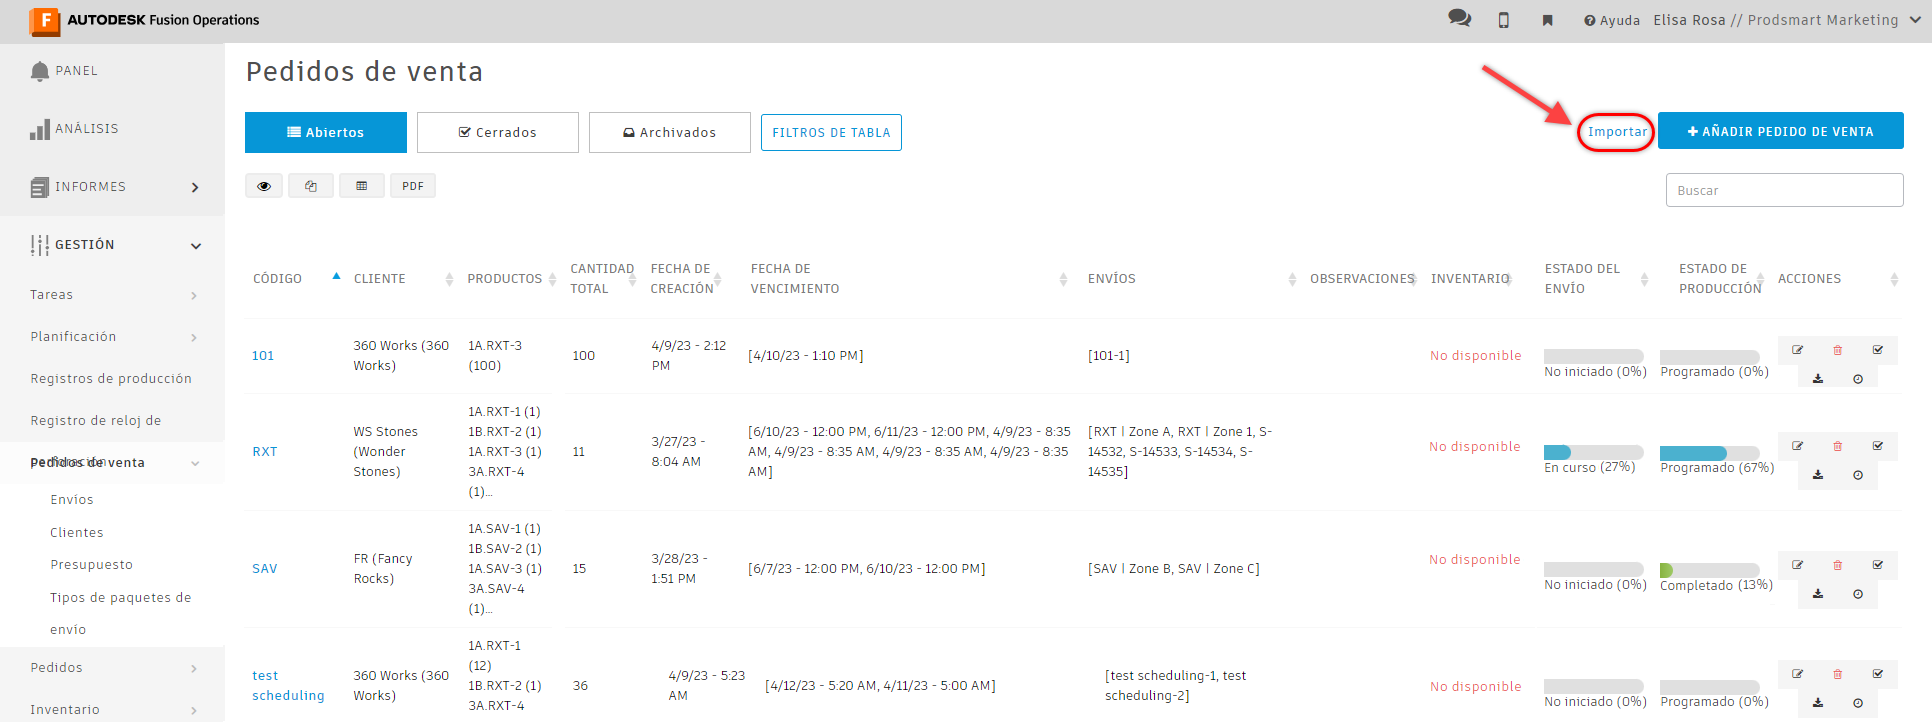 F AUTODESK Fusion Operations
Ayuda Elisa Rosa // Prodsmart Marketing
PANEL
ANÁLISIS
INFORMES
GESTIÓN
Tareas
Planificación
Registros de producción
Registro de reloj de
perforación
Pedidos de venta
Envíos
Clientes
Presupuesto
Tipos de paquetes de
envío
Pedidos
Inventario
Pedidos de venta
Abiertos
Cerrados
Archivados
FILTROS DE TABLA
Importar
+ AÑADIR PEDIDO DE VENTA
PDF
Buscar
CÓDIGO
CLIENTE
PRODUCTOS
CANTIDAD
TOTAL
FECHA DE
CREACIÓN
FECHA DE
VENCIMIENTO
ENVÍOS
OBSERVACIONES
INVENTARIO
ESTADO DEL
ENVÍO
ESTADO DE
PRODUCCIÓN
ACCIONES
101
360 Works (360
Works)
1A.RXT-3
(100)
100
4/9/23 - 2:12
PM
[4/10/23 - 1:10 PM]
[101-1]
No disponible
No iniciado (0%)
Programado (0%)
RXT
WS Stones
(Wonder
Stones)
1A.RXT-1 (1)
1B.RXT-2 (1)
1A.RXT-3 (1)
3A.RXT-4
(1)...
11
3/27/23 -
8:04 AM
[6/10/23 - 12:00 PM, 6/11/23 - 12:00 PM, 4/9/23 - 8:35
AM, 4/9/23 - 8:35 AM, 4/9/23 - 8:35 AM, 4/9/23 - 8:35
AM]
[RXT | Zone A, RXT | Zone 1, S-
14532, S-14533, S-14534, S-
14535]
No disponible
En curso (27%)
Programado (67%)
SAV
FR (Fancy
Rocks)
1A.SAV-1 (1)
1B.SAV-2 (1)
1A.SAV-3 (1)
3A.SAV-4
(1)...
15
3/28/23 -
1:51 PM
[6/7/23 - 12:00 PM, 6/10/23 - 12:00 PM]
[SAV | Zone B, SAV | Zone C]
No disponible
No iniciado (0%)
Completado (13%)
test
scheduling
360 Works (360
Works)
1A.RXT-1
(12)
1B.RXT-2 (1)
3A.RXT-4
36
4/9/23 - 5:23
AM
[4/12/23 - 5:20 AM, 4/11/23 - 5:00 AM]
[test scheduling-1, test
scheduling-2]
No disponible
No iniciado (0%)
Programado (0%)